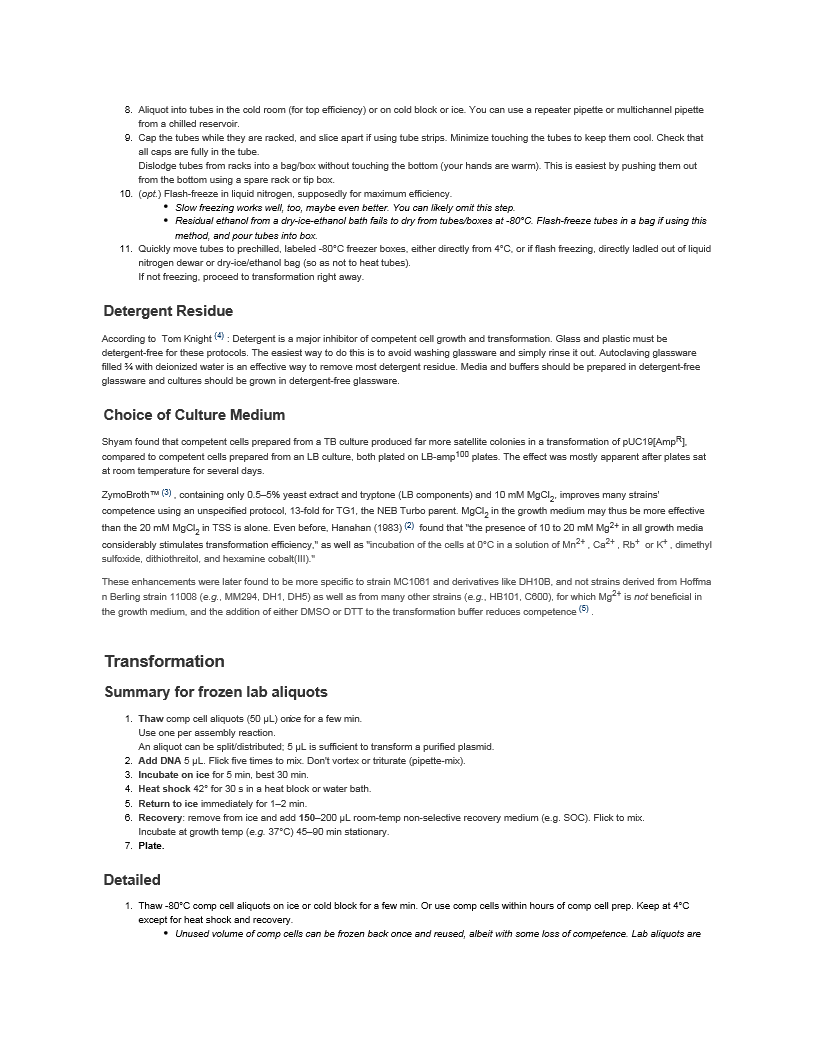 8. Aliquot into tubes in the cold room (for top efficiency) or on cold block or ice. You can use a repeater pipette or multichannel pipette
from a chilled reservoir.
9. Cap the tubes while they are racked, and slice apart if using tube strips. Minimize touching the tubes to keep them cool. Check that
all caps are fully in the tube.
Dislodge tubes from racks into a bag/box without touching the bottom (your hands are warm). This is easiest by pushing them out
from the bottom using a spare rack or tip box.
10. (opt.) Flash-freeze in liquid nitrogen, supposedly for maximum efficiency.
• Slow freezing works well, too, maybe even better. You can likely omit this step.
• Residual ethanol from a dry-ice-ethanol bath fails to dry from tubes/boxes at -80°C. Flash-freeze tubes in a bag if using this
method, and pour tubes into box.
11. Quickly move tubes to prechilled, labeled -80°C freezer boxes, either directly from 4°C, or if flash freezing, directly ladled out of liquid
nitrogen dewar or dry-ice/ethanol bag (so as not to heat tubes).
If not freezing, proceed to transformation right away.
Detergent Residue
According to Tom Knight (4) : Detergent is a major inhibitor of competent cell growth and transformation. Glass and plastic must be
detergent-free for these protocols. The easiest way to do this is to avoid washing glassware and simply rinse it out. Autoclaving glassware
filled ¾ with deionized water is an effective way to remove most detergent residue. Media and buffers should be prepared in detergent-free
glassware and cultures should be grown in detergent-free glassware.
Choice of Culture Medium
Shyam found that competent cells prepared from a TB culture produced far more satellite colonies in a transformation of pUC19[Ampᴿ],
compared to competent cells prepared from an LB culture, both plated on LB-amp¹⁰⁰ plates. The effect was mostly apparent after plates sat
at room temperature for several days.
ZymoBroth™ (3) , containing only 0.5–5% yeast extract and tryptone (LB components) and 10 mM MgCl₂, improves many strains'
competence using an unspecified protocol, 13-fold for TG1, the NEB Turbo parent. MgCl₂ in the growth medium may thus be more effective
than the 20 mM MgCl₂ in TSS is alone. Even before, Hanahan (1983) (2) found that "the presence of 10 to 20 mM Mg²⁺ in all growth media
considerably stimulates transformation efficiency," as well as "incubation of the cells at 0°C in a solution of Mn²⁺ , Ca²⁺ , Rb⁺ or K⁺ , dimethyl
sulfoxide, dithiothreitol, and hexamine cobalt(III)."
These enhancements were later found to be more specific to strain MC1061 and derivatives like DH10B, and not strains derived from Hoffma
n Berling strain 11008 (e.g., MM294, DH1, DH5) as well as from many other strains (e.g., HB101, C600), for which Mg²⁺ is not beneficial in
the growth medium, and the addition of either DMSO or DTT to the transformation buffer reduces competence (5) .
Transformation
Summary for frozen lab aliquots
1. Thaw comp cell aliquots (50 µL) onice for a few min.
Use one per assembly reaction.
An aliquot can be split/distributed; 5 µL is sufficient to transform a purified plasmid.
2. Add DNA 5 µL. Flick five times to mix. Don't vortex or triturate (pipette-mix).
3. Incubate on ice for 5 min, best 30 min.
4. Heat shock 42° for 30 s in a heat block or water bath.
5. Return to ice immediately for 1–2 min.
6. Recovery: remove from ice and add 150–200 µL room-temp non-selective recovery medium (e.g. SOC). Flick to mix.
Incubate at growth temp (e.g. 37°C) 45–90 min stationary.
7. Plate.
Detailed
1. Thaw -80°C comp cell aliquots on ice or cold block for a few min. Or use comp cells within hours of comp cell prep. Keep at 4°C
except for heat shock and recovery.
• Unused volume of comp cells can be frozen back once and reused, albeit with some loss of competence. Lab aliquots are